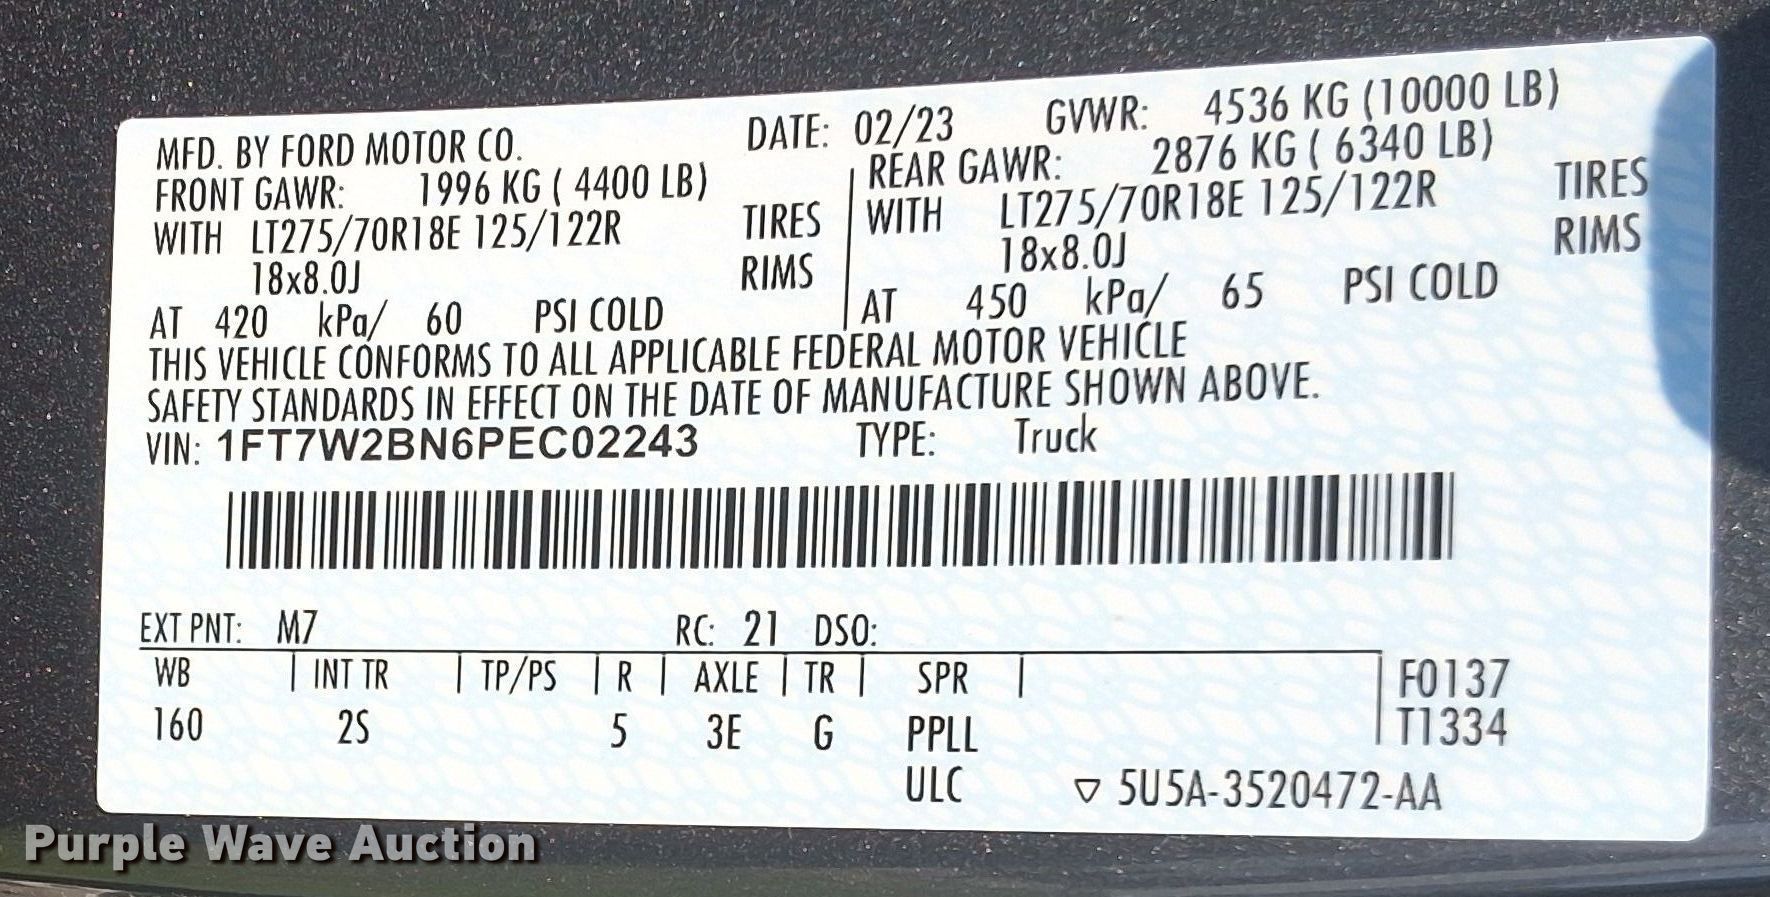 MFD. BY FORD MOTOR CO. DATE: 02/23 GVWR: 4536 KG (10000 LB)
FRONT GAWR: 1996 KG ( 4400 LB) REAR GAWR: 2876 KG ( 6340 LB)
WITH LT275/70R18E 125/122R TIRES WITH LT275/70R18E 125/122R TIRES
18x8.0J RIMS 18x8.0J RIMS
AT 420 kPa/ 60 PSI COLD AT 450 kPa/ 65 PSI COLD
THIS VEHICLE CONFORMS TO ALL APPLICABLE FEDERAL MOTOR VEHICLE
SAFETY STANDARDS IN EFFECT ON THE DATE OF MANUFACTURE SHOWN ABOVE.
VIN: 1FT7W2BN6PEC02243 TYPE: Truck
EXT PNT: M7 RC: 21 DSO:
WB | INT TR | TP/PS | R | AXLE | TR | SPR | F0137
160 2S 5 3E G PPLL T1334
ULC ▽ 5U5A-3520472-AA
Purple Wave Auction